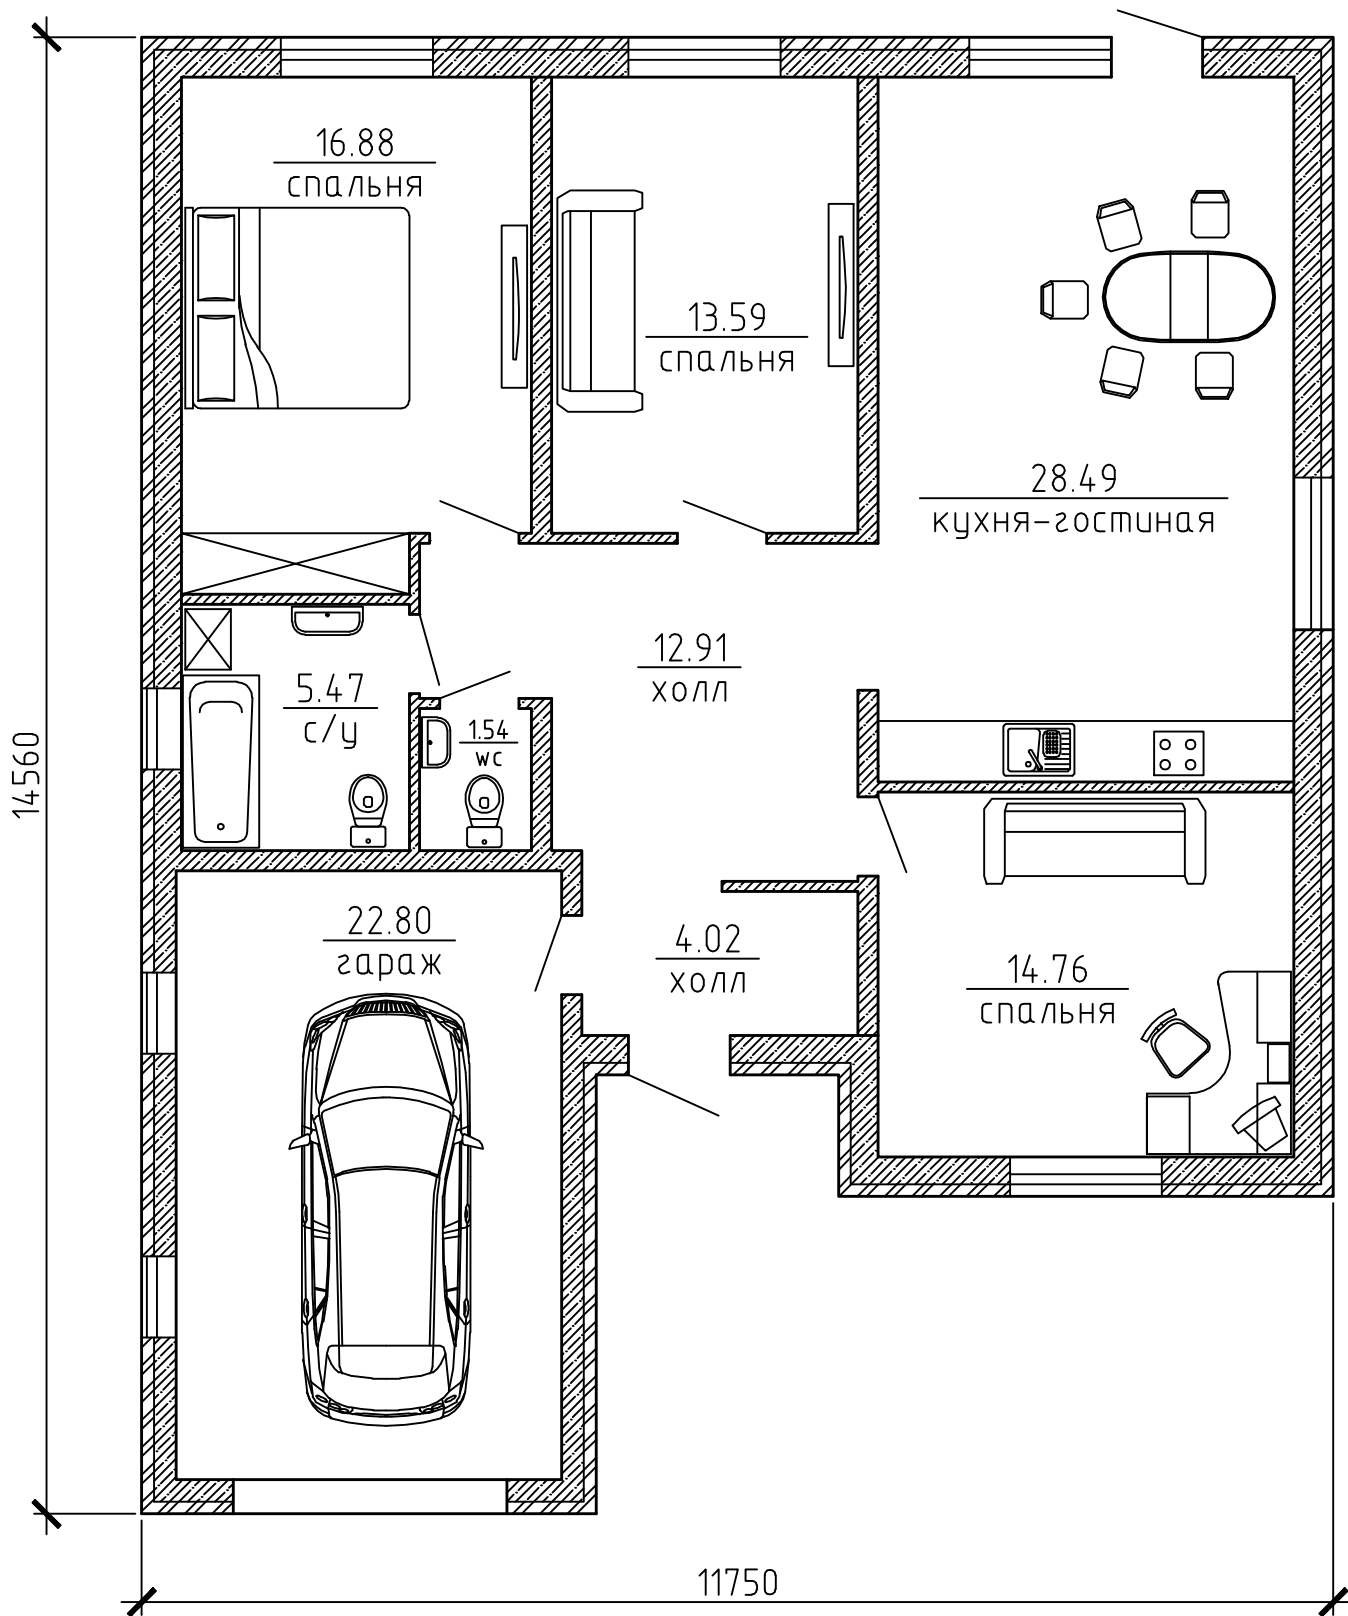 16.88
спальня
13.59
спальня
28.49
кухня-гостиная
12.91
холл
5.47
с/у
1.54
wc
22.80
гараж
4.02
холл
14.76
спальня
14560
11750